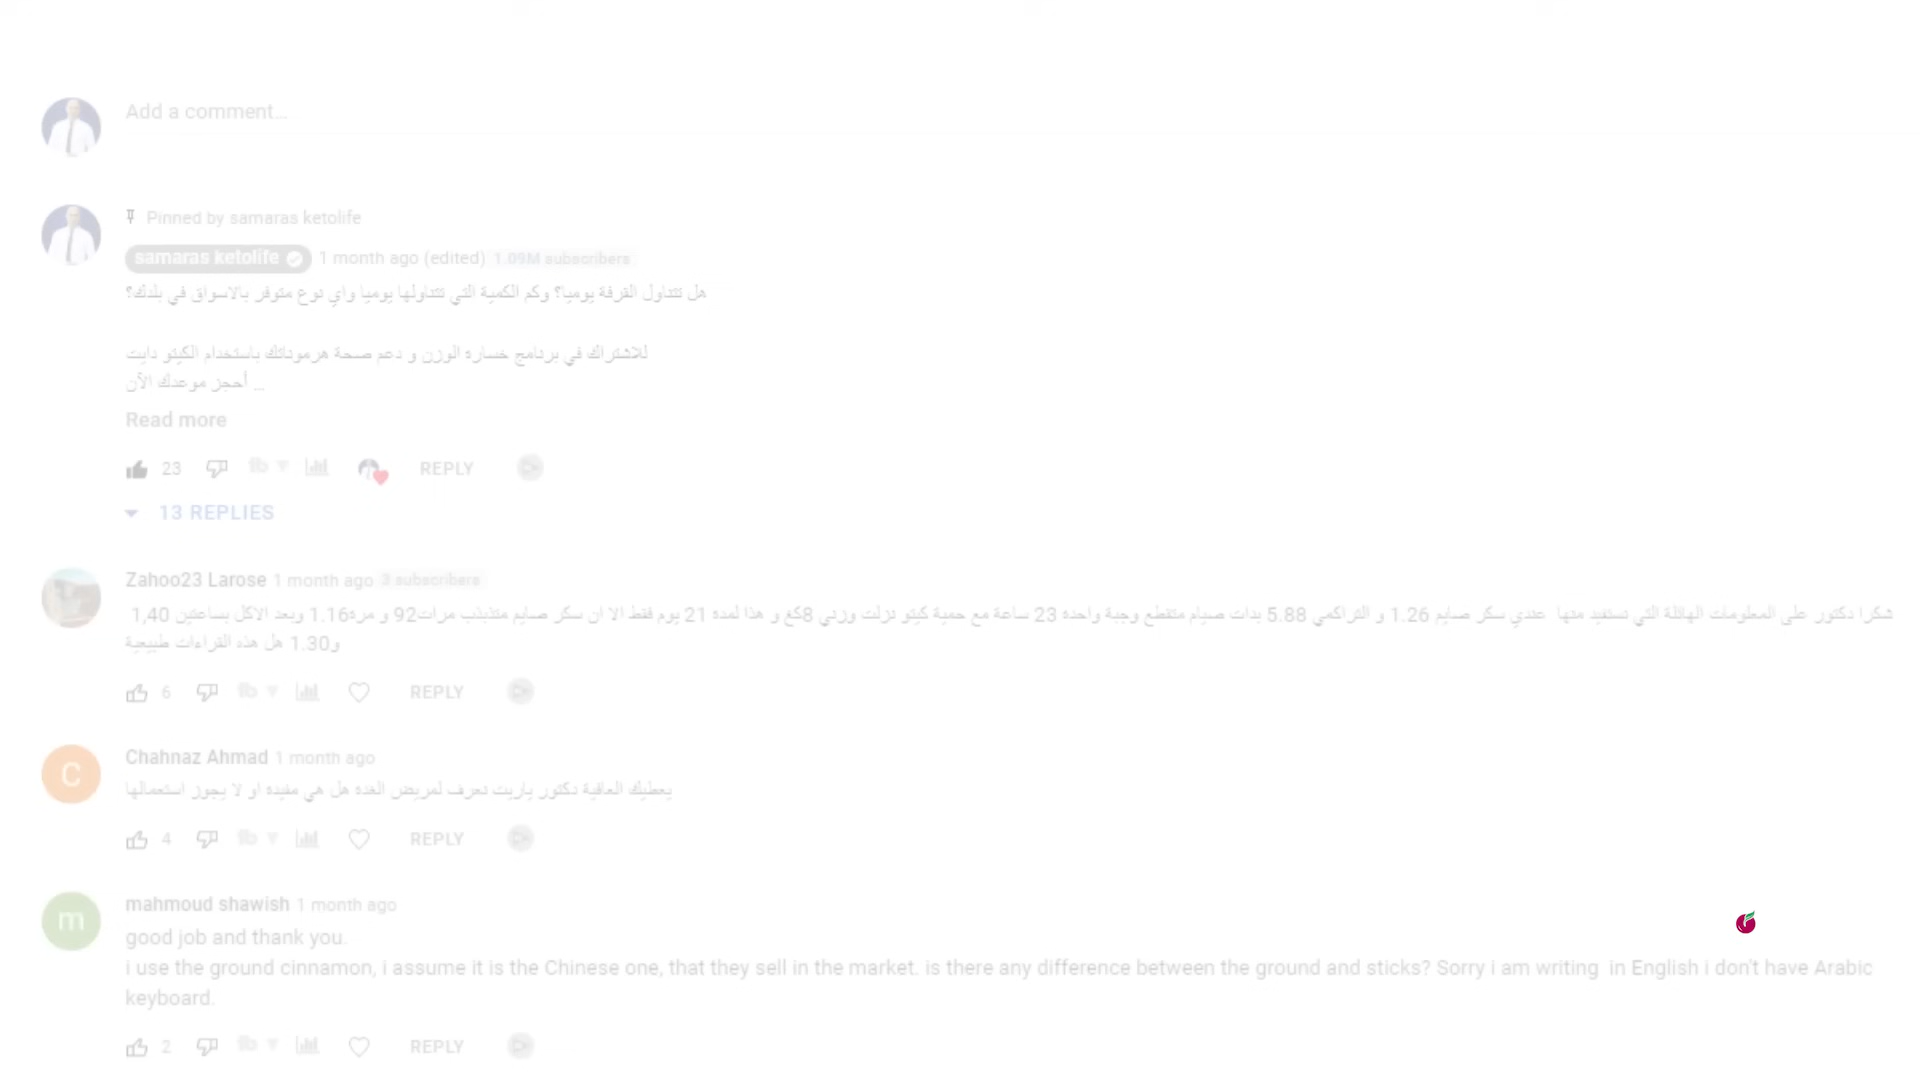 Add a comment...
Pinned by samaras ketolife
samaras ketolife 1 month ago (edited) 1.09M subscribers
هل تتناول القرفة يوميا؟ وكم الكمية التي تتناولها يوميا واي نوع متوفر بالاسواق في بلدك؟
للاشتراك في برنامج خسارة الوزن و دعم صحة هرموناتك باستخدام الكيتو دايت
أحجز موعدك الآن ...
Read more
23 REPLY
13 REPLIES
Zahoo23 Larose 1 month ago 3 subscribers
شكرا دكتور على المعلومات الهائلة التي نستفيد منها عندي سكر صايم 1.26 و التراكمي 5.88 بدات صيام متقطع وجبة واحده 23 ساعة مع حمية كيتو نزلت وزني 8كغ و هذا لمده 21 يوم فقط الا ان سكر صايم متذبذب مرات92 و مره1.16 وبعد الاكل بساعتين 1,40
و1.30 هل هذه القراءات طبيعية
6 REPLY
C
Chahnaz Ahmad 1 month ago
يعطيك العافية دكتور ياريت نعرف لمريض الغده هل هي مفيده او لا يجوز استعمالها
4 REPLY
m
mahmoud shawish 1 month ago
good job and thank you.
i use the ground cinnamon, i assume it is the Chinese one, that they sell in the market. is there any difference between the ground and sticks? Sorry i am writing in English i don't have Arabic
keyboard.
2 REPLY